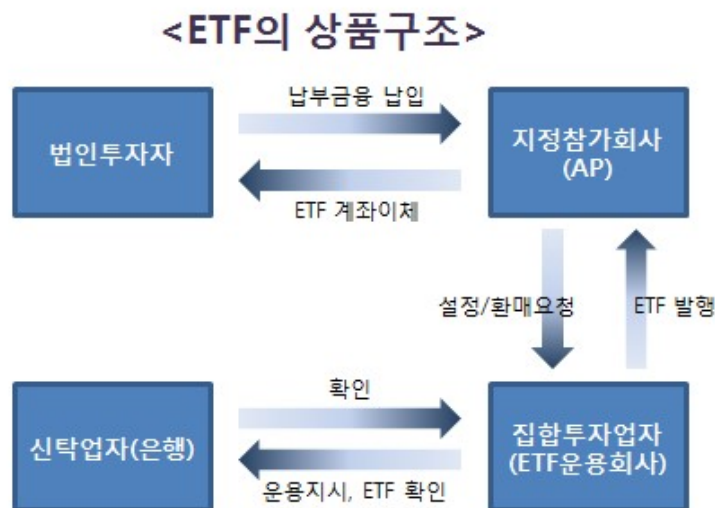 <ETF의 상품구조>
법인투자자
납부금용 납입
ETF 계좌이체
지정참가회사
(AP)
설정/환매요청
ETF 발행
신탁업자(은행)
확인
운용지시, ETF 확인
집합투자업자
(ETF운용회사)